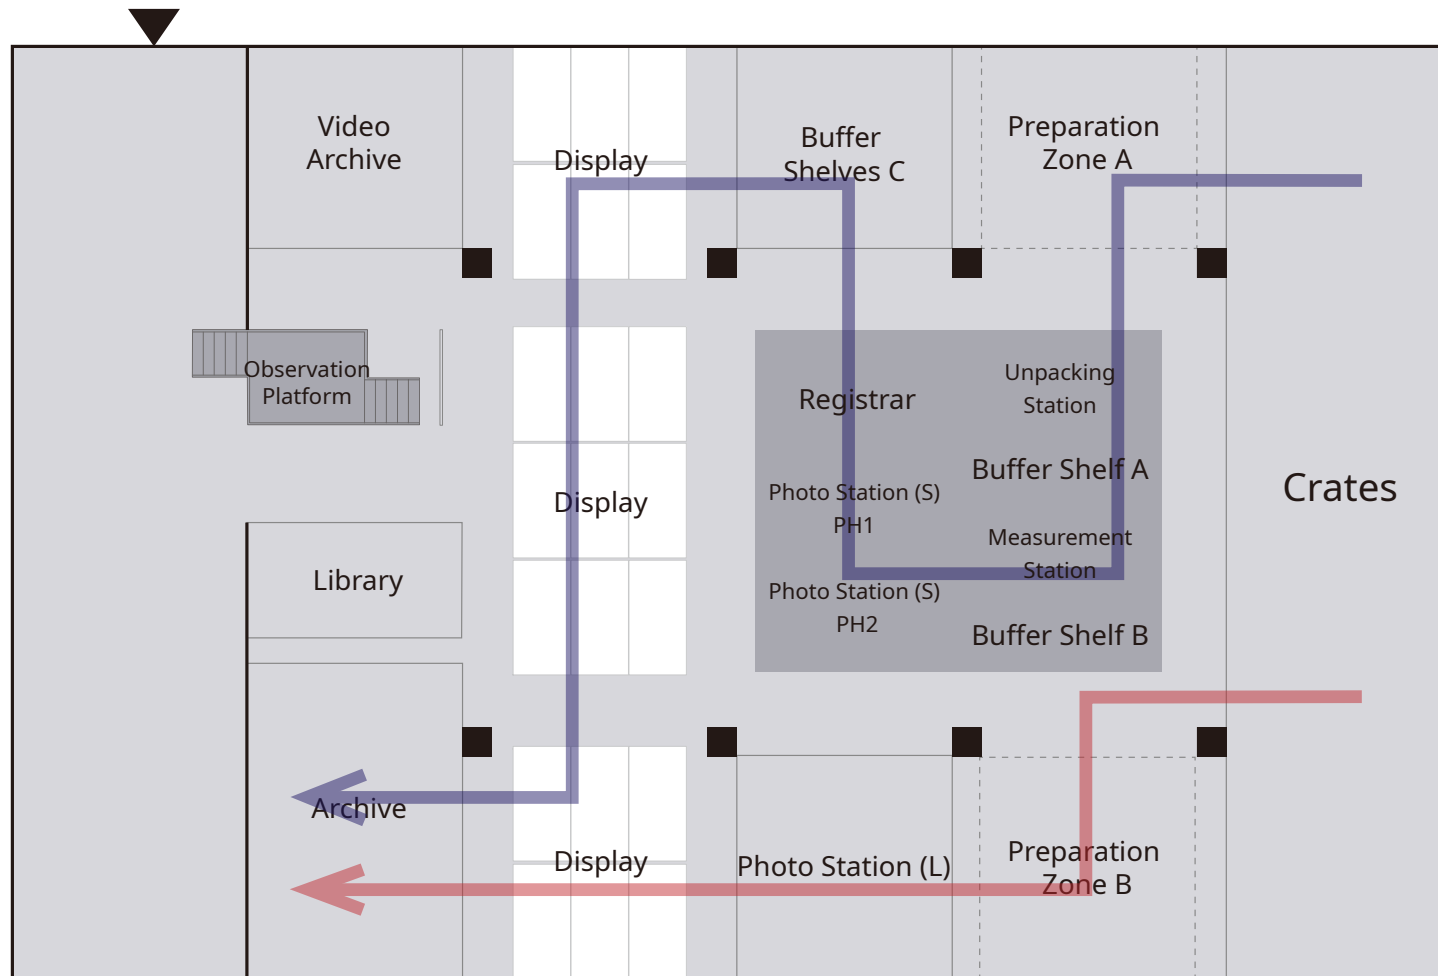 Video
Archive
Display
Buffer
Shelves C
Preparation
Zone A
Observation
Platform
Registrar
Unpacking
Station
Buffer Shelf A
Crates
Display
Photo Station (S)
PH1
Measurement
Station
Library
Photo Station (S)
PH2
Buffer Shelf B
Archive
Display
Photo Station (L)
Preparation
Zone B